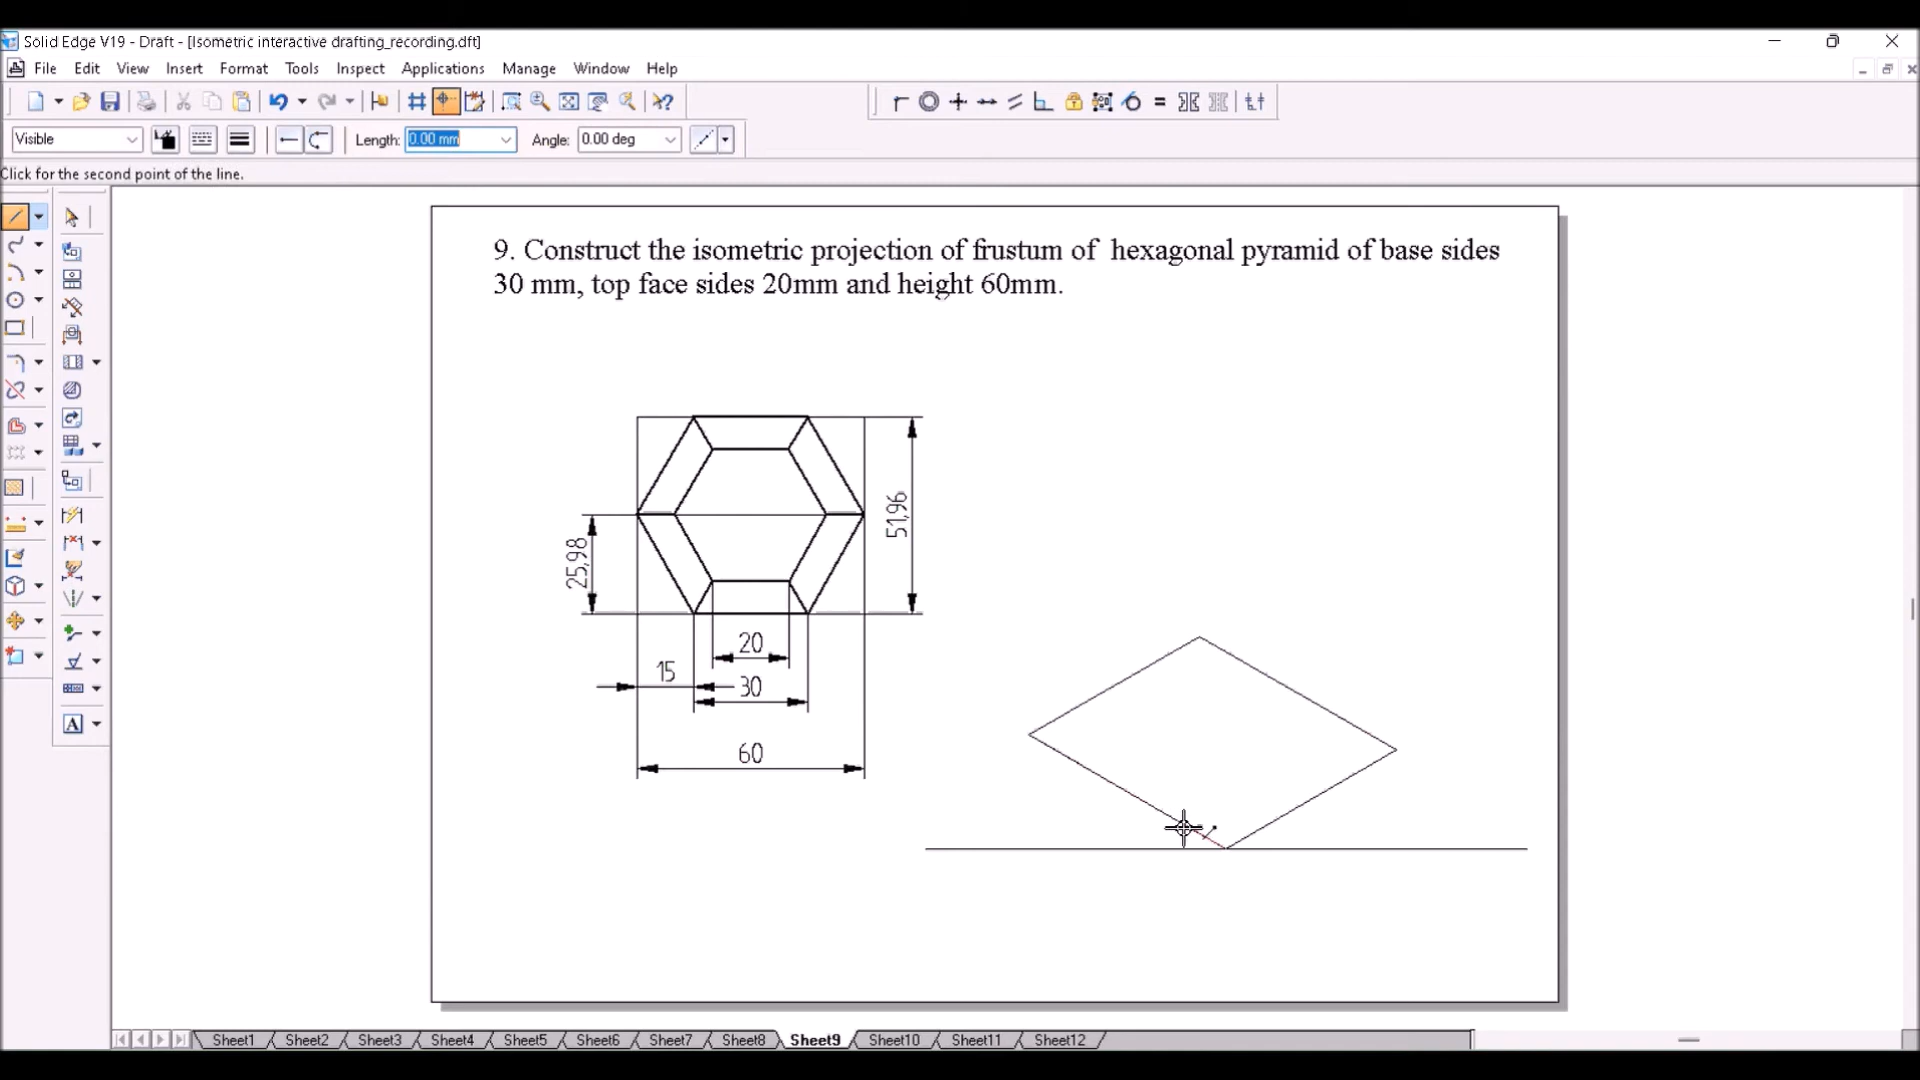 Solid Edge V19 - Draft - [Isometric interactive drafting_recording.dft]
File Edit View Insert Format Tools Inspect Applications Manage Window Help
Visible Length: 0.00 mm Angle: 0.00 deg
Click for the second point of the line.
9. Construct the isometric projection of frustum of hexagonal pyramid of base sides
30 mm, top face sides 20mm and height 60mm.
51,96
25,98
20
15
30
60
A
Sheet1 Sheet2 Sheet3 Sheet4 Sheet5 Sheet6 Sheet7 Sheet8 Sheet9 Sheet10 Sheet11 Sheet12